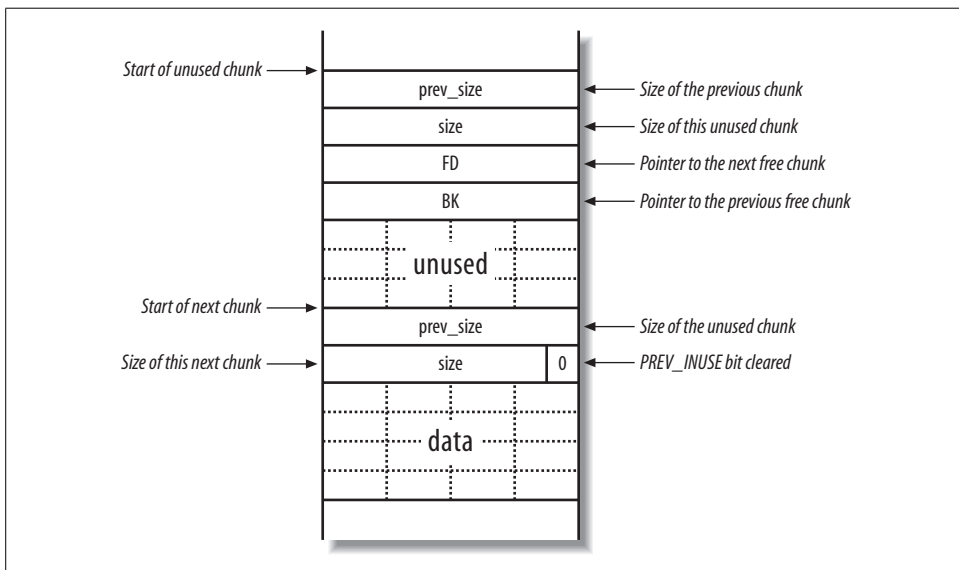 Start of unused chunk
prev_size
Size of the previous chunk
size
Size of this unused chunk
FD
Pointer to the next free chunk
BK
Pointer to the previous free chunk
unused
Start of next chunk
prev_size
Size of the unused chunk
Size of this next chunk
size
0
PREV_INUSE bit cleared
data